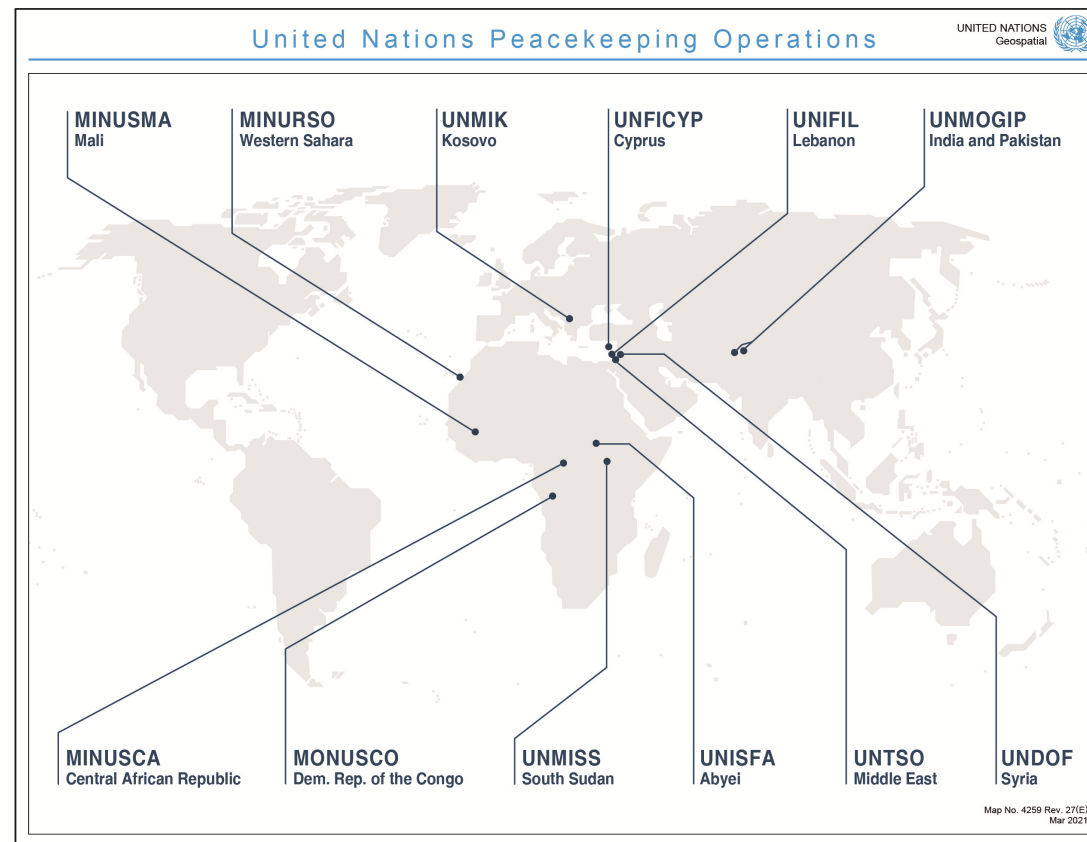 United Nations Peacekeeping Operations
UNITED NATIONS
Geospatial
MINUSMA
Mali
MINURSO
Western Sahara
UNMIK
Kosovo
UNFICYP
Cyprus
UNIFIL
Lebanon
UNMOGIP
India and Pakistan
MINUSCA
Central African Republic
MONUSCO
Dem. Rep. of the Congo
UNMISS
South Sudan
UNISFA
Abyei
UNTSO
Middle East
UNDOF
Syria
Map No. 4259 Rev. 27(E)
Mar 2021